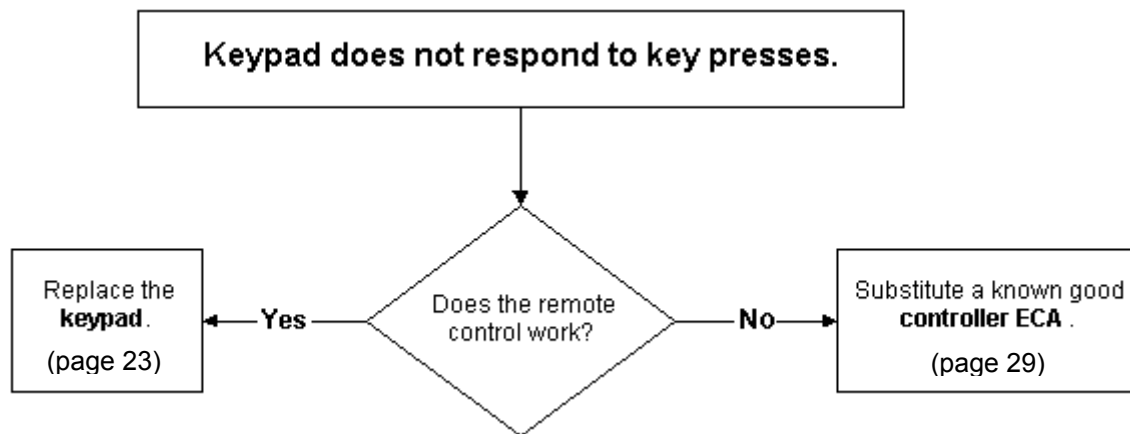 Keypad does not respond to key presses.
Does the remote
control work?
Yes
Replace the
keypad.
(page 23)
No
Substitute a known good
controller ECA.
(page 29)